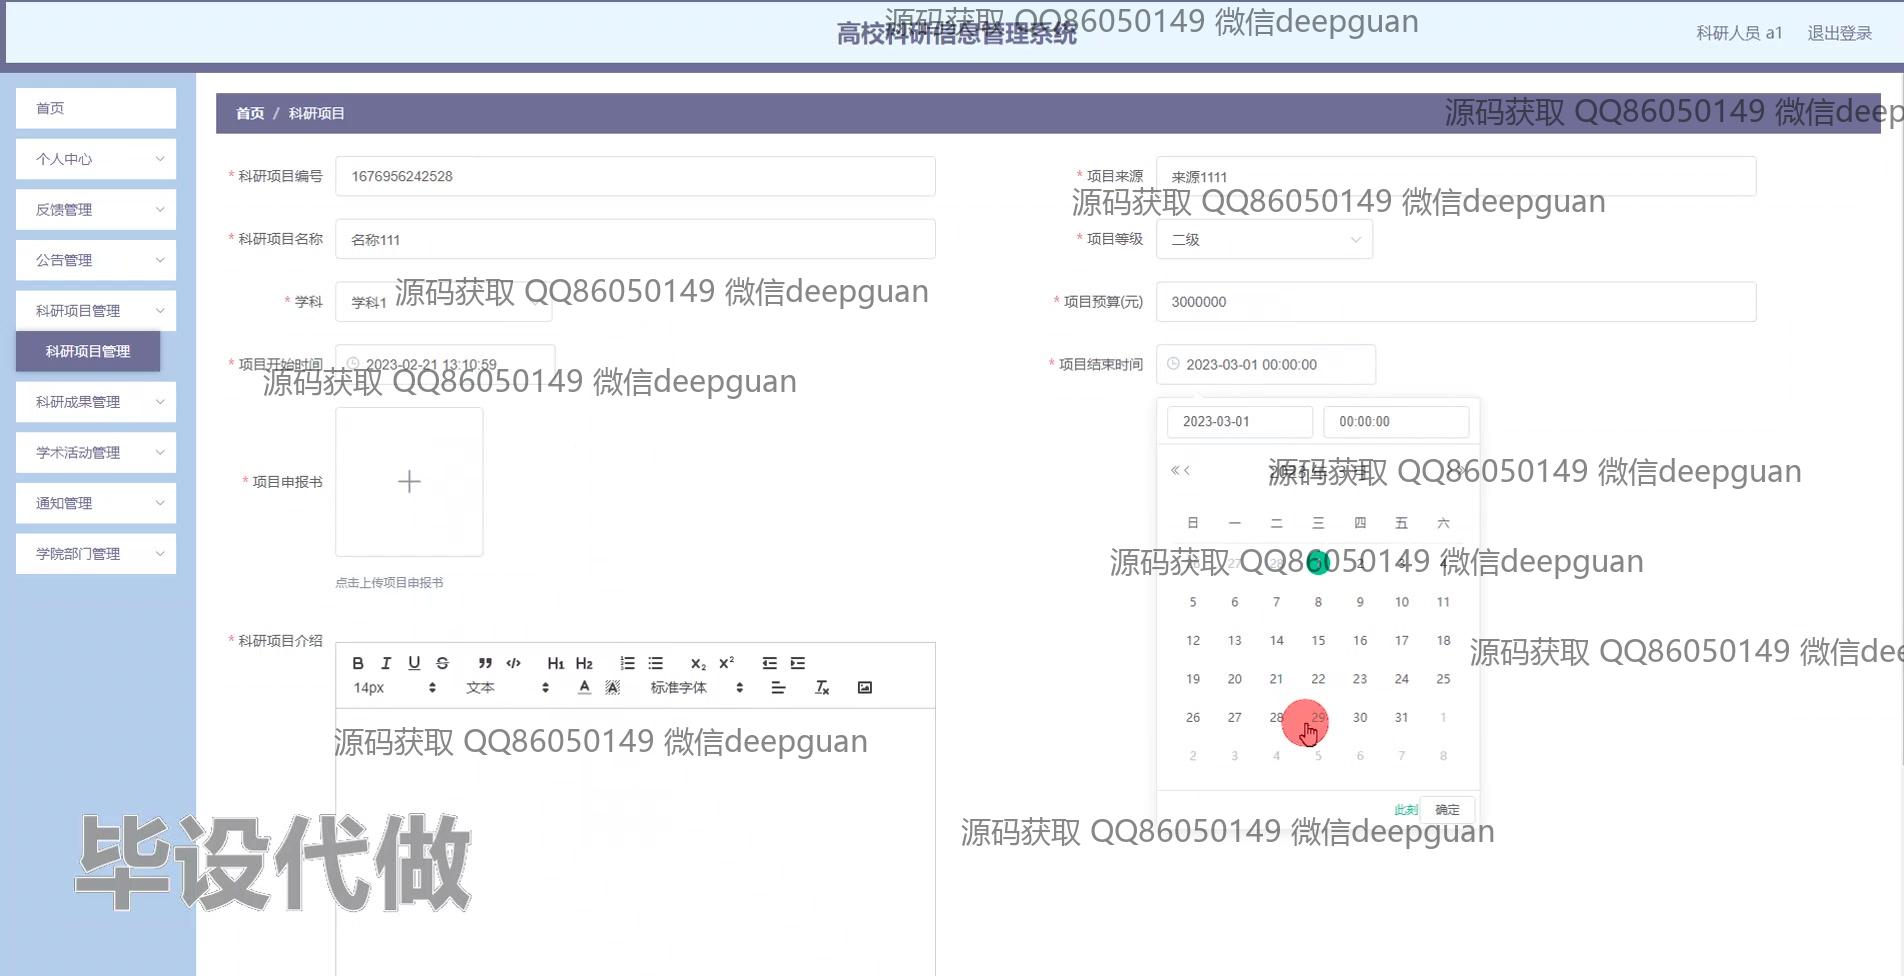 高校科研信息管理系统
源码获取 QQ86050149 微信deepguan
科研人员 a1 退出登录
首页
个人中心
反馈管理
公告管理
科研项目管理
科研项目管理
科研成果管理
学术活动管理
通知管理
学院部门管理
首页 / 科研项目
源码获取 QQ86050149 微信deep
* 科研项目编号 1676956242528
* 项目来源 来源1111
源码获取 QQ86050149 微信deepguan
* 科研项目名称 名称111
* 项目等级 二级
* 学科 学科1
源码获取 QQ86050149 微信deepguan
* 项目预算(元) 3000000
* 项目开始时间 2023-02-21 13:10:59
* 项目结束时间 2023-03-01 00:00:00
源码获取 QQ86050149 微信deepguan
2023-03-01 00:00:00
2023 年 3 月
源码获取 QQ86050149 微信deepguan
* 项目申报书
点击上传项目申报书
日 一 二 三 四 五 六
26 27 28 1 2 3 4
源码获取 QQ86050149 微信deepguan
5 6 7 8 9 10 11
12 13 14 15 16 17 18
源码获取 QQ86050149 微信dee
19 20 21 22 23 24 25
26 27 28 29 30 31 1
2 3 4 5 6 7 8
此刻 确定
源码获取 QQ86050149 微信deepguan
* 科研项目介绍
B I U S H1 H2 x₂ x²
14px 文本 A A 标准字体
源码获取 QQ86050149 微信deepguan
毕设代做